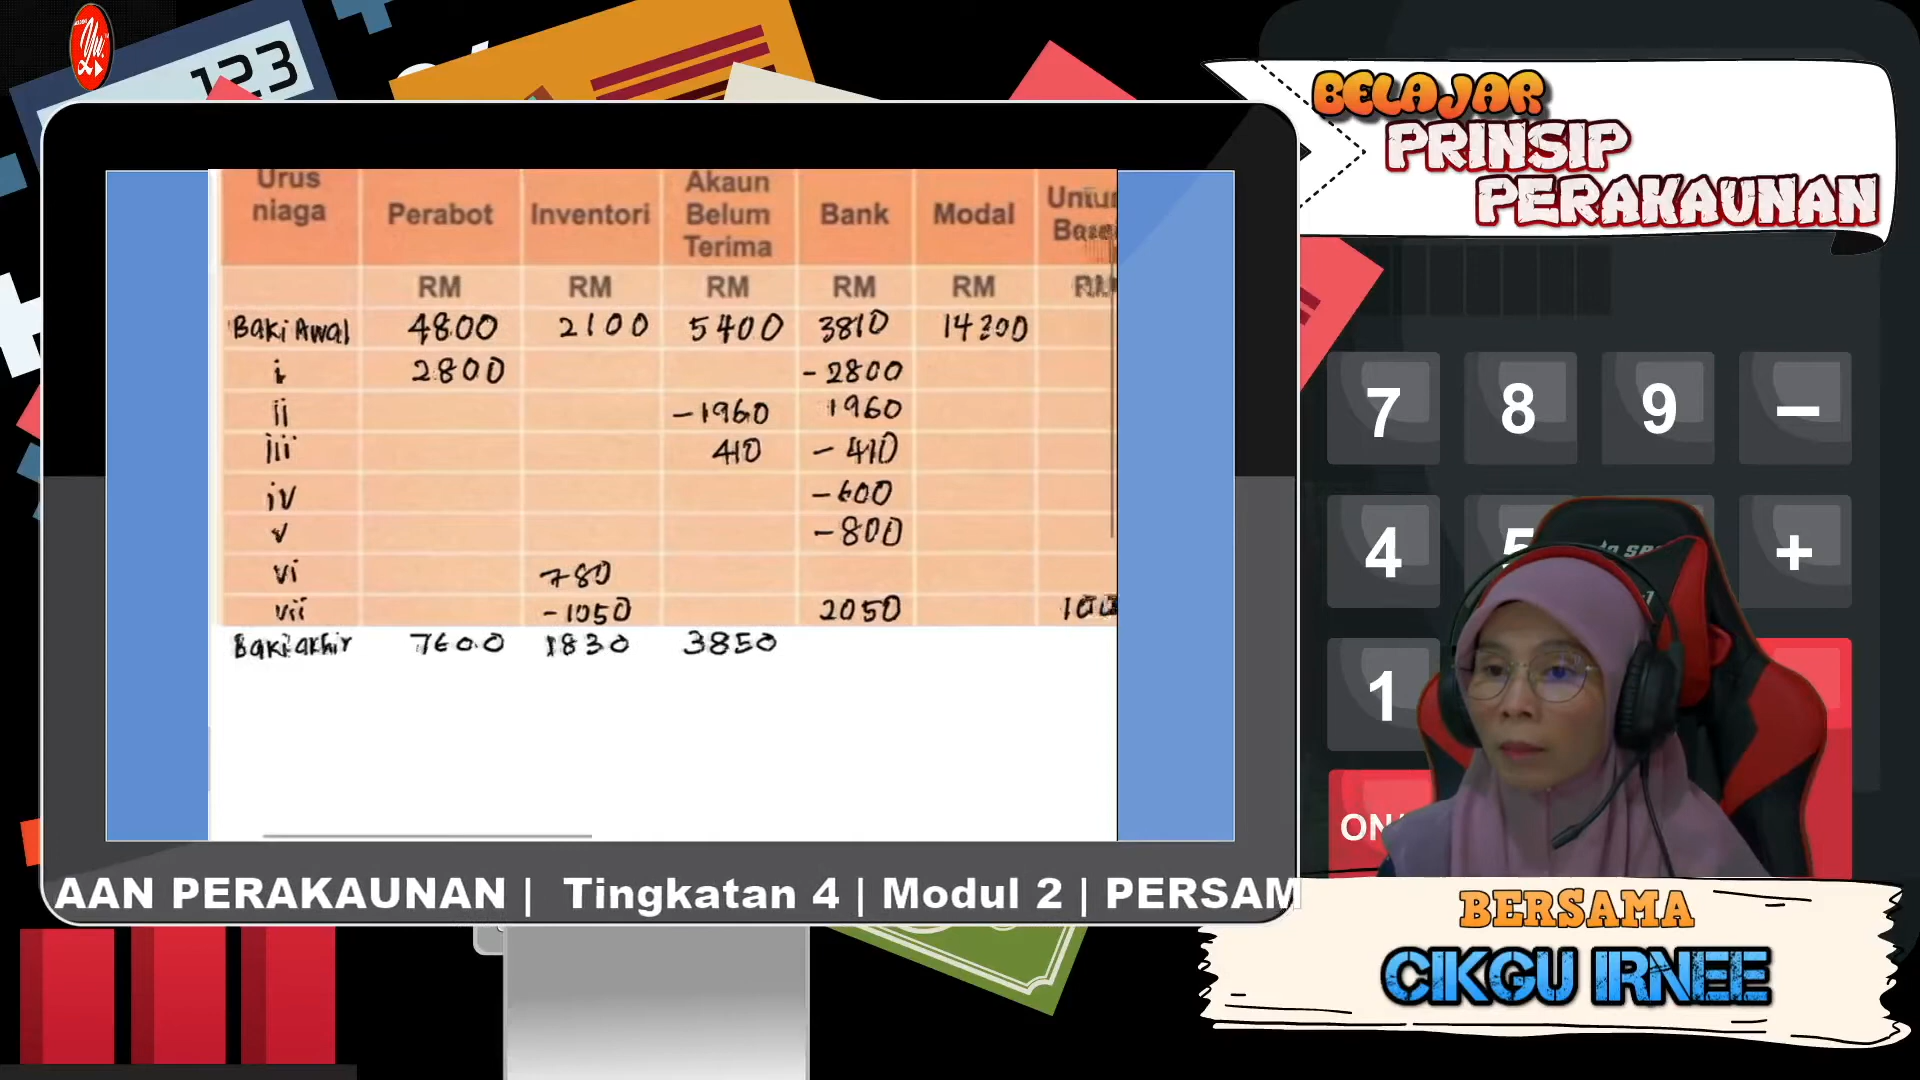 123
BELAJAR
PRINSIP
PERAKAUNAN
Urus niaga | Perabot | Inventori | Akaun Belum Terima | Bank | Modal
RM | RM | RM | RM | RM
Baki Awal | 4800 | 2100 | 5400 | 3810 | 14300
i | 2800 | -2800
ii | -1960 | 1960
iii | 410 | -410
iv | -600
v | -800
vi | 780
vii | -1050 | 2050
Baki akhir | 7600 | 1830 | 3850
7 8 9 -
4 5 +
1
AAN PERAKAUNAN | Tingkatan 4 | Modul 2 | PERSAM
BERSAMA
CIKGU IRNEE